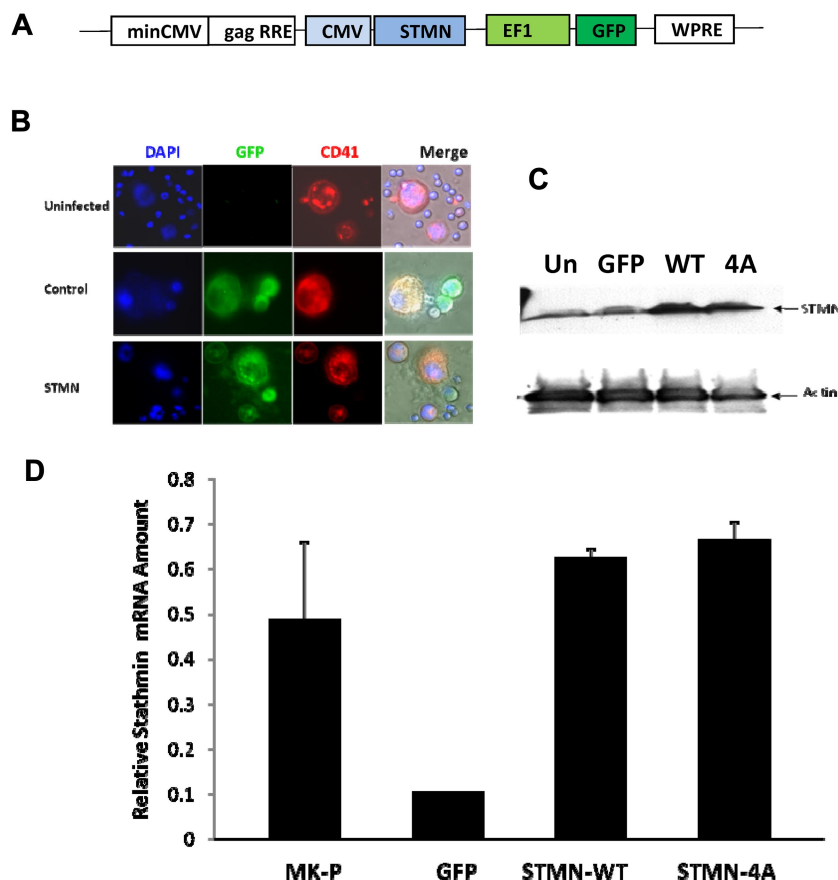 A
minCMV gag RRE CMV STMN EF1 GFP WPRE
B
DAPI GFP CD41 Merge
Uninfected
Control
STMN
C
Un GFP WT 4A
STMN
Actin
D
Relative Stathmin mRNA Amount
0.8
0.7
0.6
0.5
0.4
0.3
0.2
0.1
0
MK-P GFP STMN-WT STMN-4A